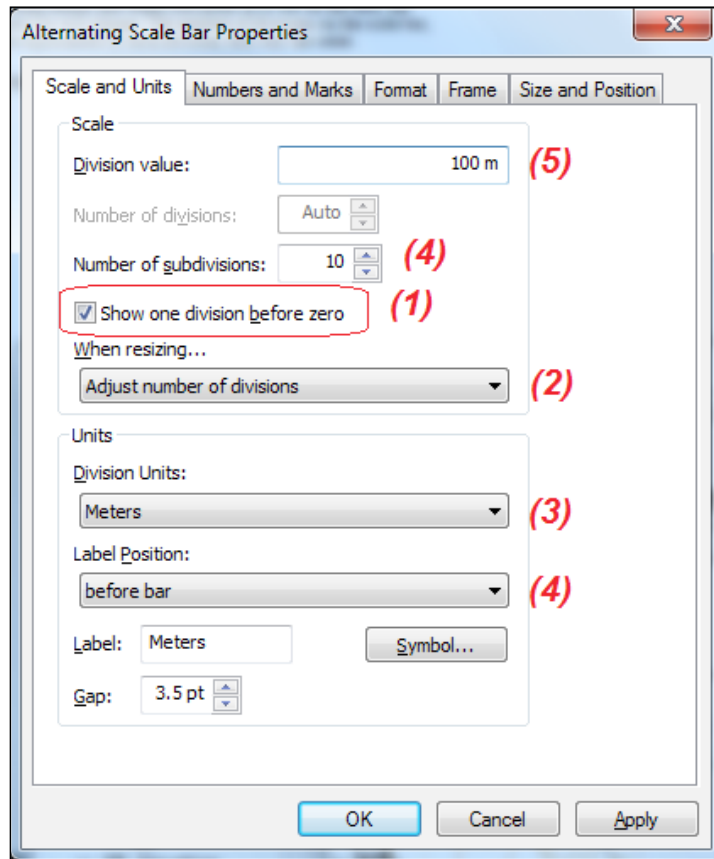 Alternating Scale Bar Properties
X
Scale and Units Numbers and Marks Format Frame Size and Position
Scale
Division value: 100 m (5)
Number of divisions: Auto
Number of subdivisions: 10 (4)
Show one division before zero (1)
When resizing...
Adjust number of divisions (2)
Units
Division Units:
Meters (3)
Label Position:
before bar (4)
Label: Meters Symbol...
Gap: 3.5 pt
OK Cancel Apply